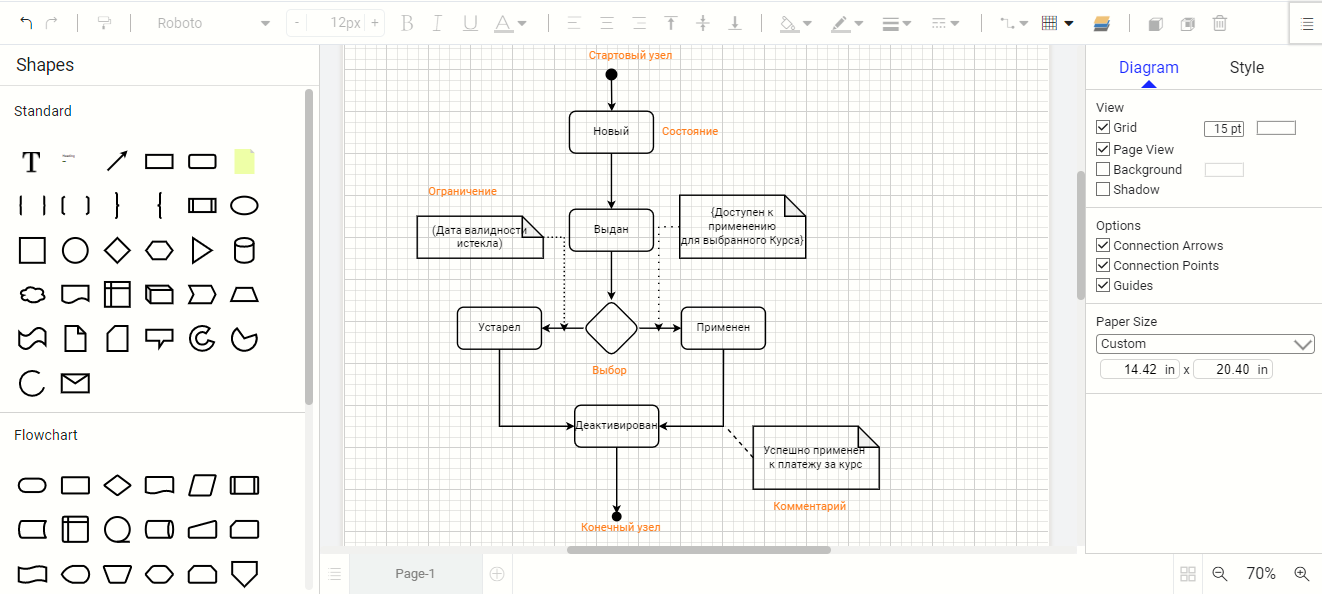 Roboto
- 12px +
B I U A
Shapes
Standard
T
Flowchart
Стартовый узел
Новый
Состояние
Ограничение
(Дата валидности
истекла)
Выдан
{Доступен к
применению
для выбранного Курса}
Устарел
Применен
Выбор
Деактивирован
Успешно применен
к платежу за курс
Комментарий
Конечный узел
Page-1
70%
Diagram Style
View
Grid 15 pt
Page View
Background
Shadow
Options
Connection Arrows
Connection Points
Guides
Paper Size
Custom
14.42 in x 20.40 in